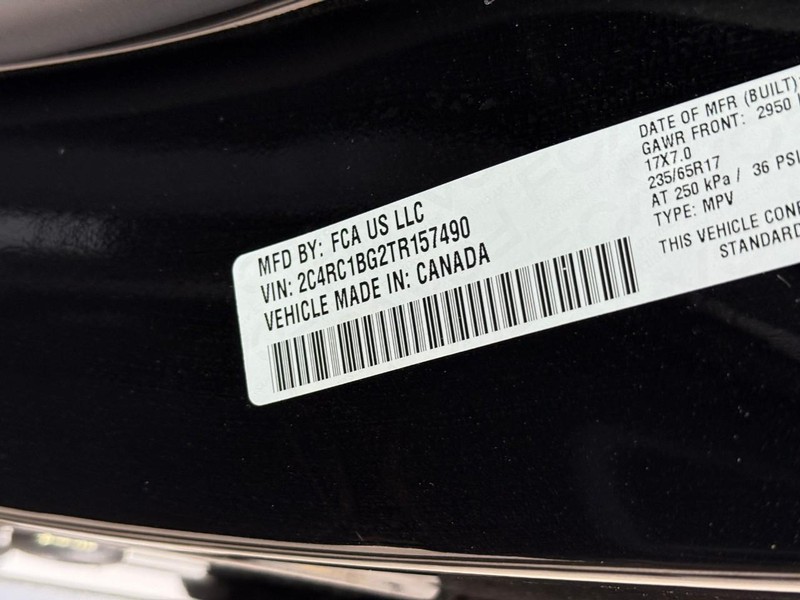 MFD BY: FCA US LLC
VIN: 2C4RC1BG2TR157490
VEHICLE MADE IN: CANADA
DATE OF MFR (BUILT):
GAWR FRONT: 2950
17X7.0
235/65R17
AT 250 kPa / 36 PSI
TYPE: MPV
THIS VEHICLE
STANDARD